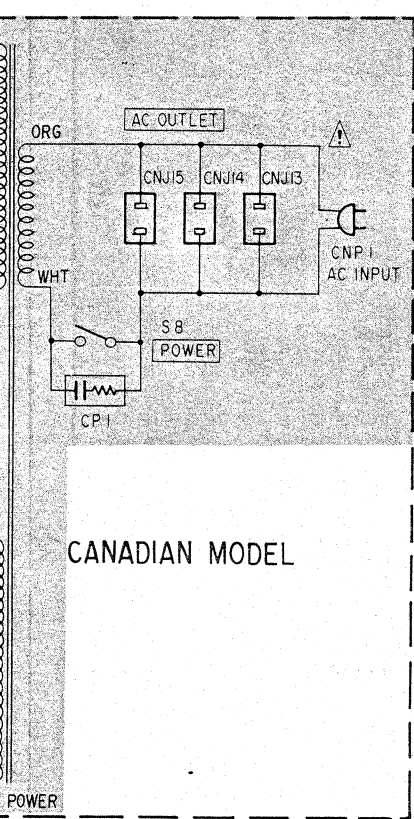 ORG
AC OUTLET
CNJ15 CNJ14 CNJ13
CNP1
AC INPUT
WHT
S8
POWER
CP1
CANADIAN MODEL
POWER